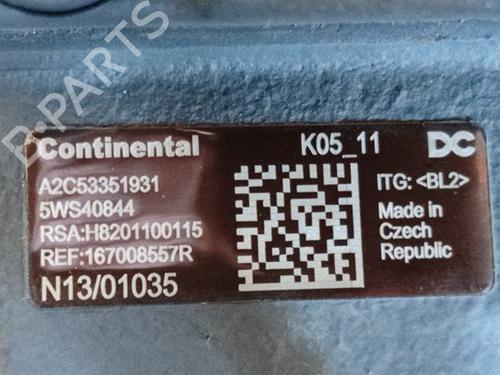 B-PARTS
Continental
K05_11
DC
A2C53351931
5WS40844
RSA:H8201100115
REF:167008557R
N13/01035
ITG: <BL2>
Made in
Czech
Republic